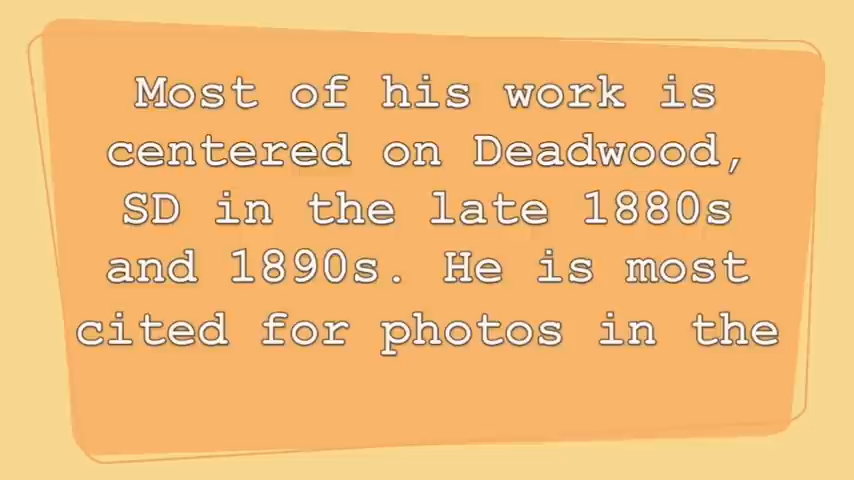 Most of his work is
centered on Deadwood,
SD in the late 1880s
and 1890s. He is most
cited for photos in the